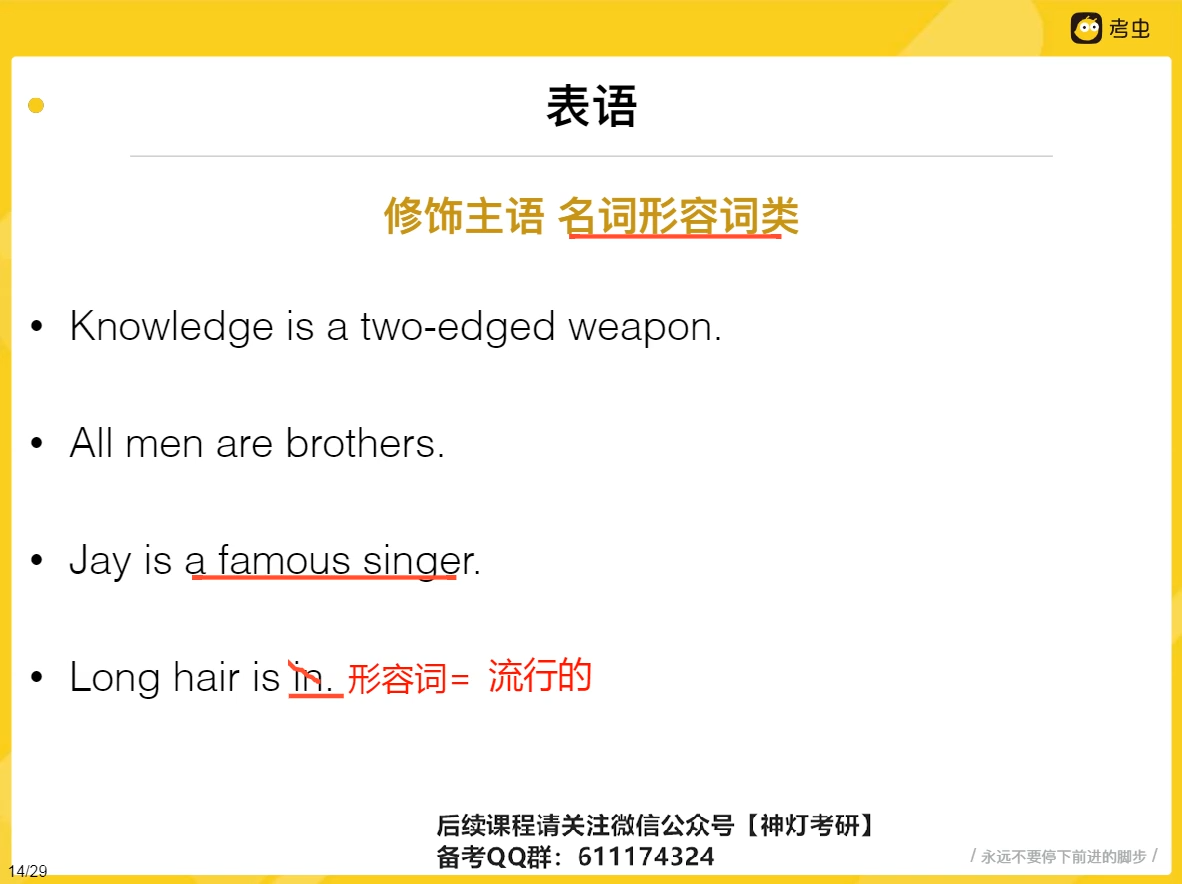 考虫
表语
修饰主语 名词形容词类
• Knowledge is a two-edged weapon.
• All men are brothers.
• Jay is a famous singer.
• Long hair is in. 形容词= 流行的
后续课程请关注微信公众号【神灯考研】
备考QQ群：611174324
/ 永远不要停下前进的脚步 /
14/29